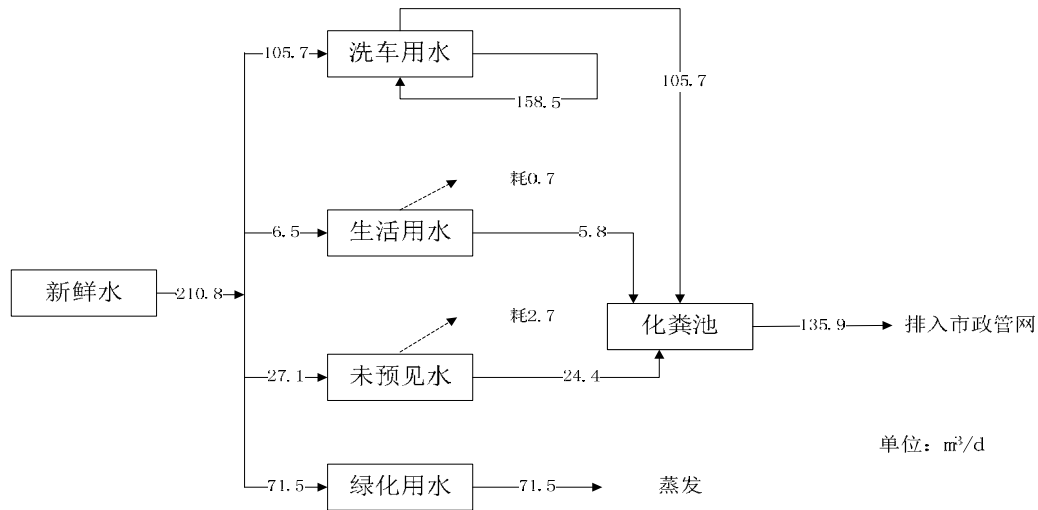 洗车用水
105.7
158.5
105.7
耗0.7
生活用水
6.5
5.8
新鲜水
210.8
耗2.7
化粪池
135.9
排入市政管网
未预见水
27.1
24.4
单位：m³/d
绿化用水
71.5
71.5
蒸发